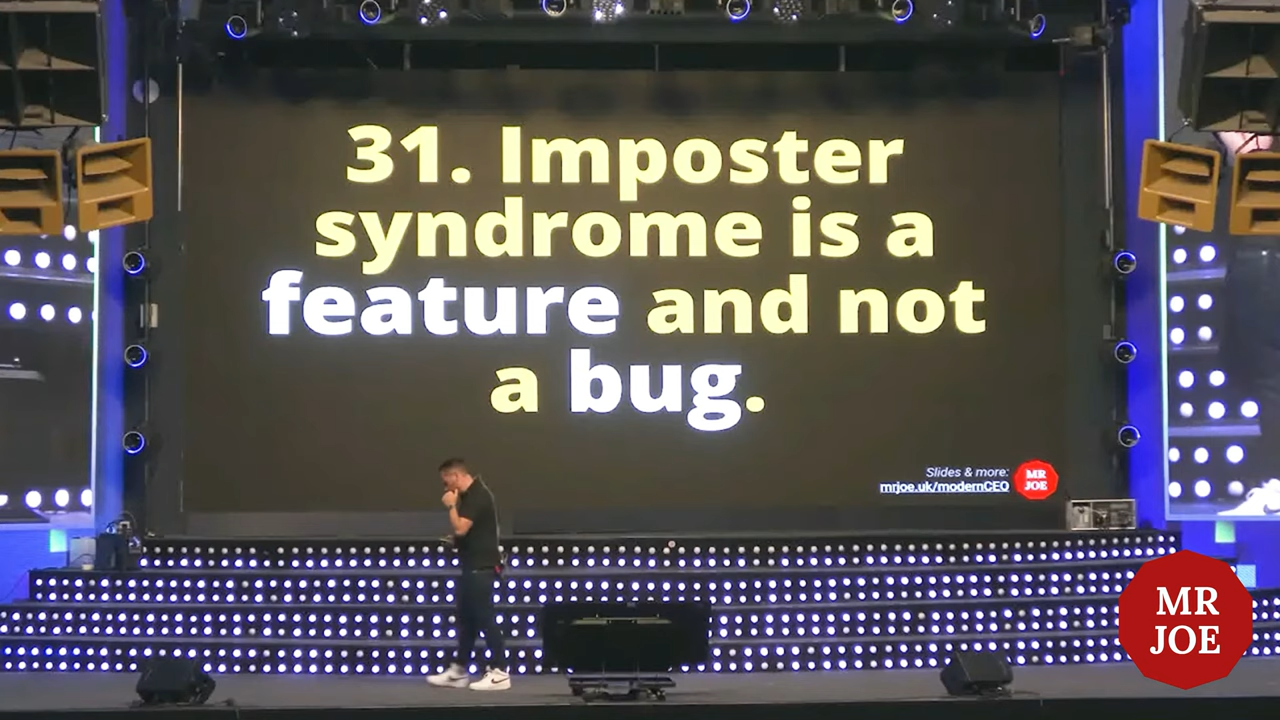 31. Imposter
syndrome is a
feature and not
a bug.
Slides & more:
mrjoe.uk/modernCEO
MR
JOE
MR
JOE